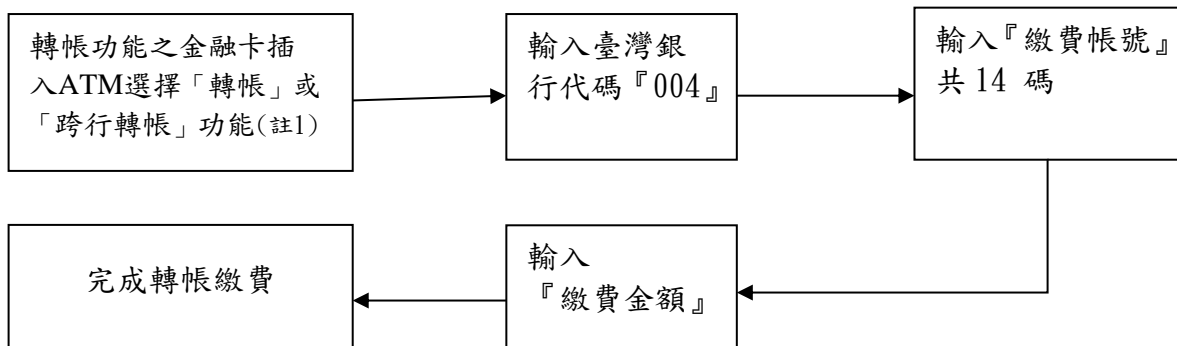 轉帳功能之金融卡插
入ATM選擇「轉帳」或
「跨行轉帳」功能(註1)
輸入臺灣銀
行代碼『004』
輸入『繳費帳號』
共14 碼
輸入
『繳費金額』
完成轉帳繳費